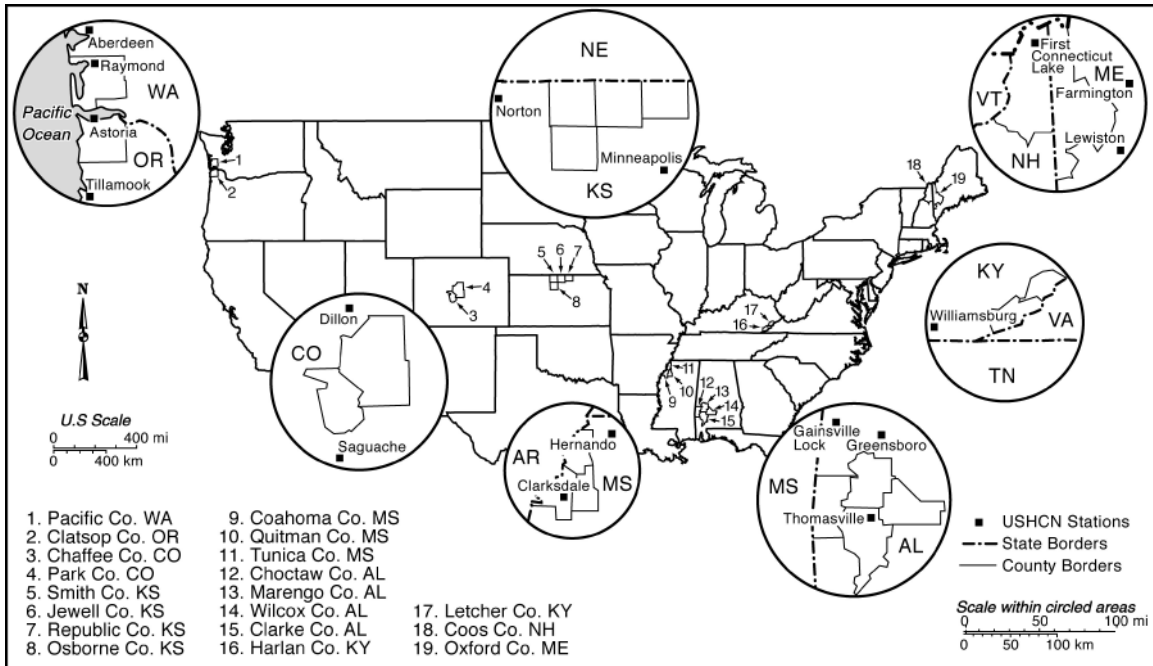 Aberdeen
Raymond
WA
Pacific
Ocean
Astoria
OR
Tillamook
NE
Norton
Minneapolis
KS
First
Connecticut
Lake
ME
VT
Farmington
Lewiston
NH
1
2
5 6 7
8
4
3
18
19
17
16
11
10
9
12
13
14
15
KY
Williamsburg
VA
TN
N
U.S Scale
0 400 mi
0 400 km
Dillon
CO
Saguache
Hernando
AR
MS
Clarksdale
Gainsville
Lock
Greensboro
MS
Thomasville
AL
USHCN Stations
State Borders
County Borders
Scale within circled areas
0 50 100 mi
0 50 100 km
1. Pacific Co. WA
2. Clatsop Co. OR
3. Chaffee Co. CO
4. Park Co. CO
5. Smith Co. KS
6. Jewell Co. KS
7. Republic Co. KS
8. Osborne Co. KS
9. Coahoma Co. MS
10. Quitman Co. MS
11. Tunica Co. MS
12. Choctaw Co. AL
13. Marengo Co. AL
14. Wilcox Co. AL
15. Clarke Co. AL
16. Harlan Co. KY
17. Letcher Co. KY
18. Coos Co. NH
19. Oxford Co. ME